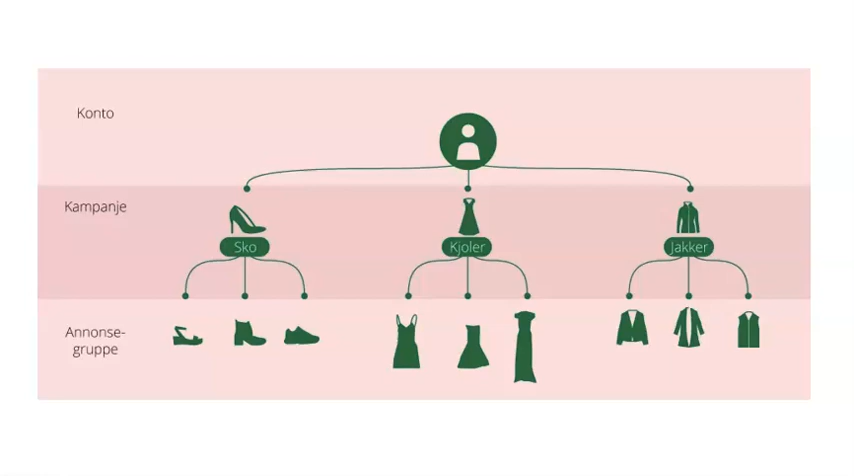 Konto
Kampanje
Sko
Kjoler
Jakker
Annonse-
gruppe